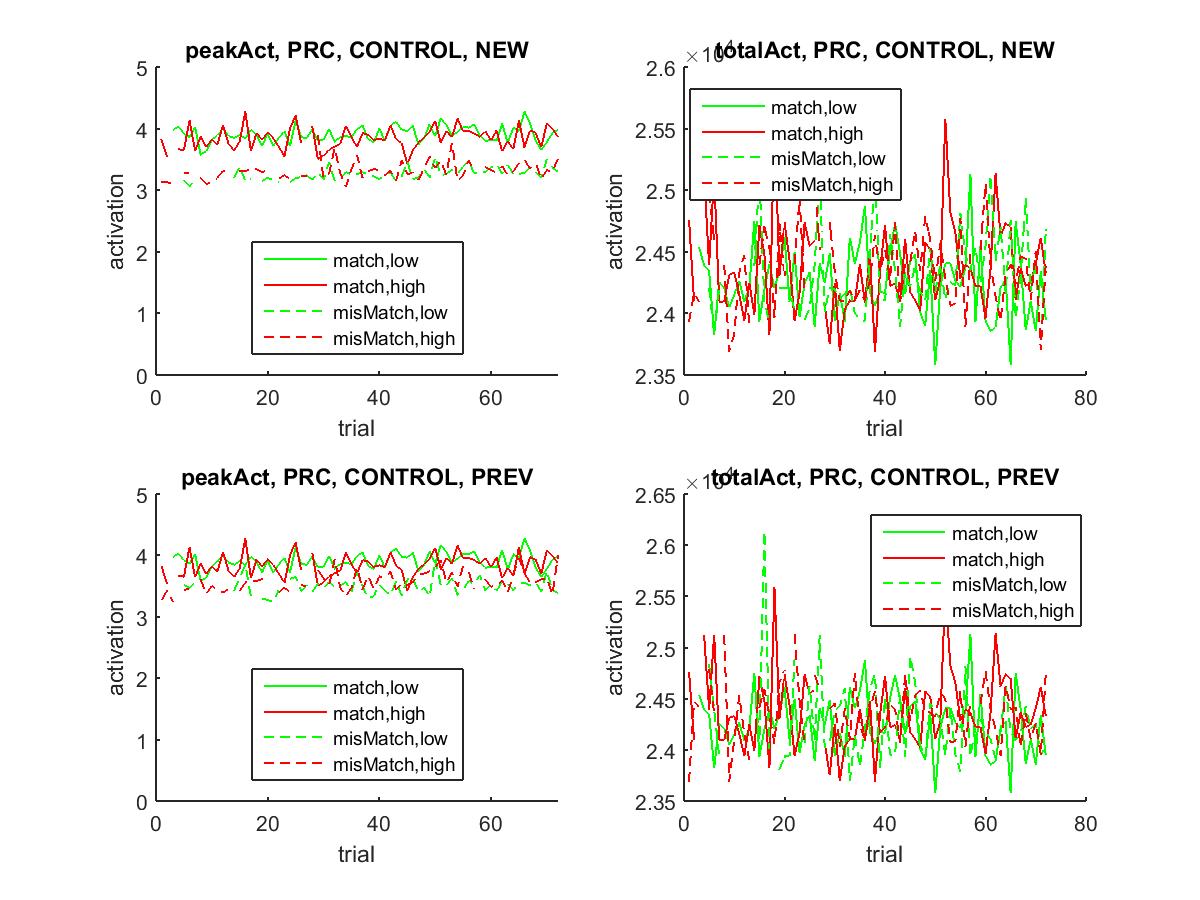 peakAct, PRC, CONTROL, NEW
5
4
3
2
1
0
0 20 40 60
activation
trial
match,low
match,high
misMatch,low
misMatch,high
×10⁴
totalAct, PRC, CONTROL, NEW
2.6
2.55
2.5
2.45
2.4
2.35
0 20 40 60 80
activation
trial
match,low
match,high
misMatch,low
misMatch,high
peakAct, PRC, CONTROL, PREV
5
4
3
2
1
0
0 20 40 60
activation
trial
match,low
match,high
misMatch,low
misMatch,high
×10⁴
totalAct, PRC, CONTROL, PREV
2.65
2.6
2.55
2.5
2.45
2.4
2.35
0 20 40 60 80
activation
trial
match,low
match,high
misMatch,low
misMatch,high